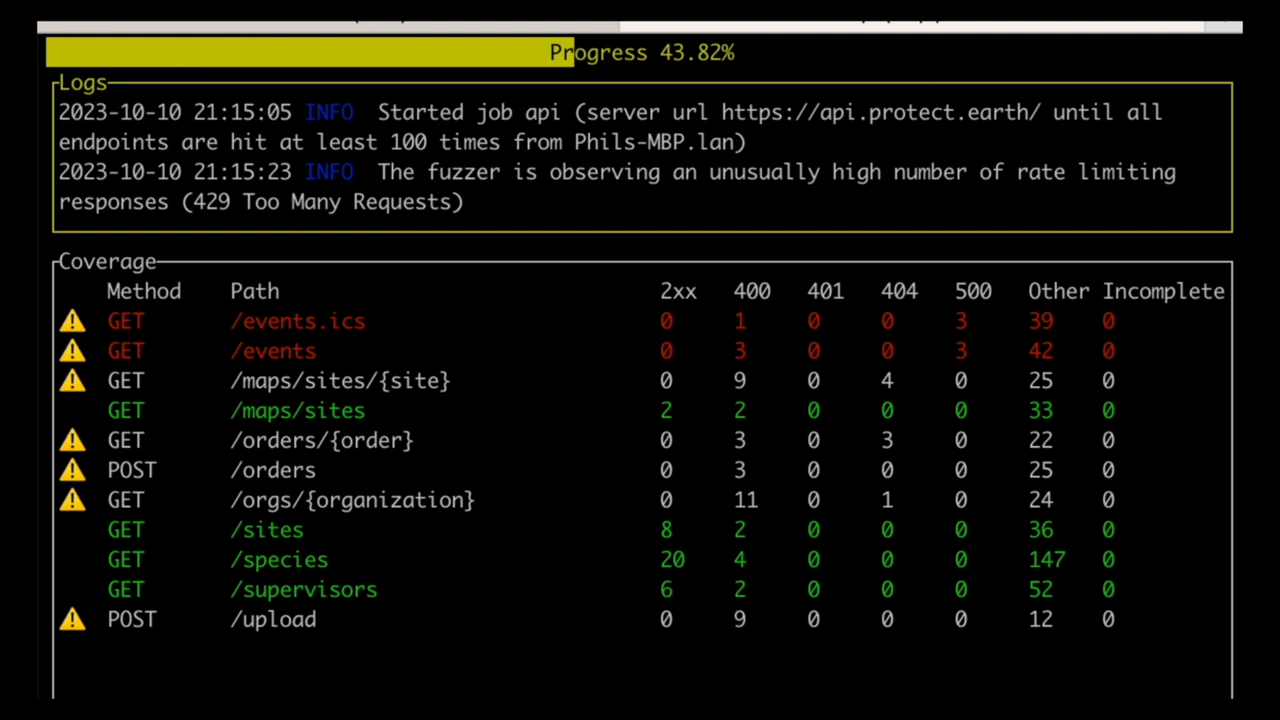 Progress 43.82%
Logs
2023-10-10 21:15:05 INFO Started job api (server url https://api.protect.earth/ until all
endpoints are hit at least 100 times from Phils-MBP.lan)
2023-10-10 21:15:23 INFO The fuzzer is observing an unusually high number of rate limiting
responses (429 Too Many Requests)
Coverage
Method Path 2xx 400 401 404 500 Other Incomplete
GET /events.ics 0 1 0 0 3 39 0
GET /events 0 3 0 0 3 42 0
GET /maps/sites/{site} 0 9 0 4 0 25 0
GET /maps/sites 2 2 0 0 0 33 0
GET /orders/{order} 0 3 0 3 0 22 0
POST /orders 0 3 0 0 0 25 0
GET /orgs/{organization} 0 11 0 1 0 24 0
GET /sites 8 2 0 0 0 36 0
GET /species 20 4 0 0 0 147 0
GET /supervisors 6 2 0 0 0 52 0
POST /upload 0 9 0 0 0 12 0